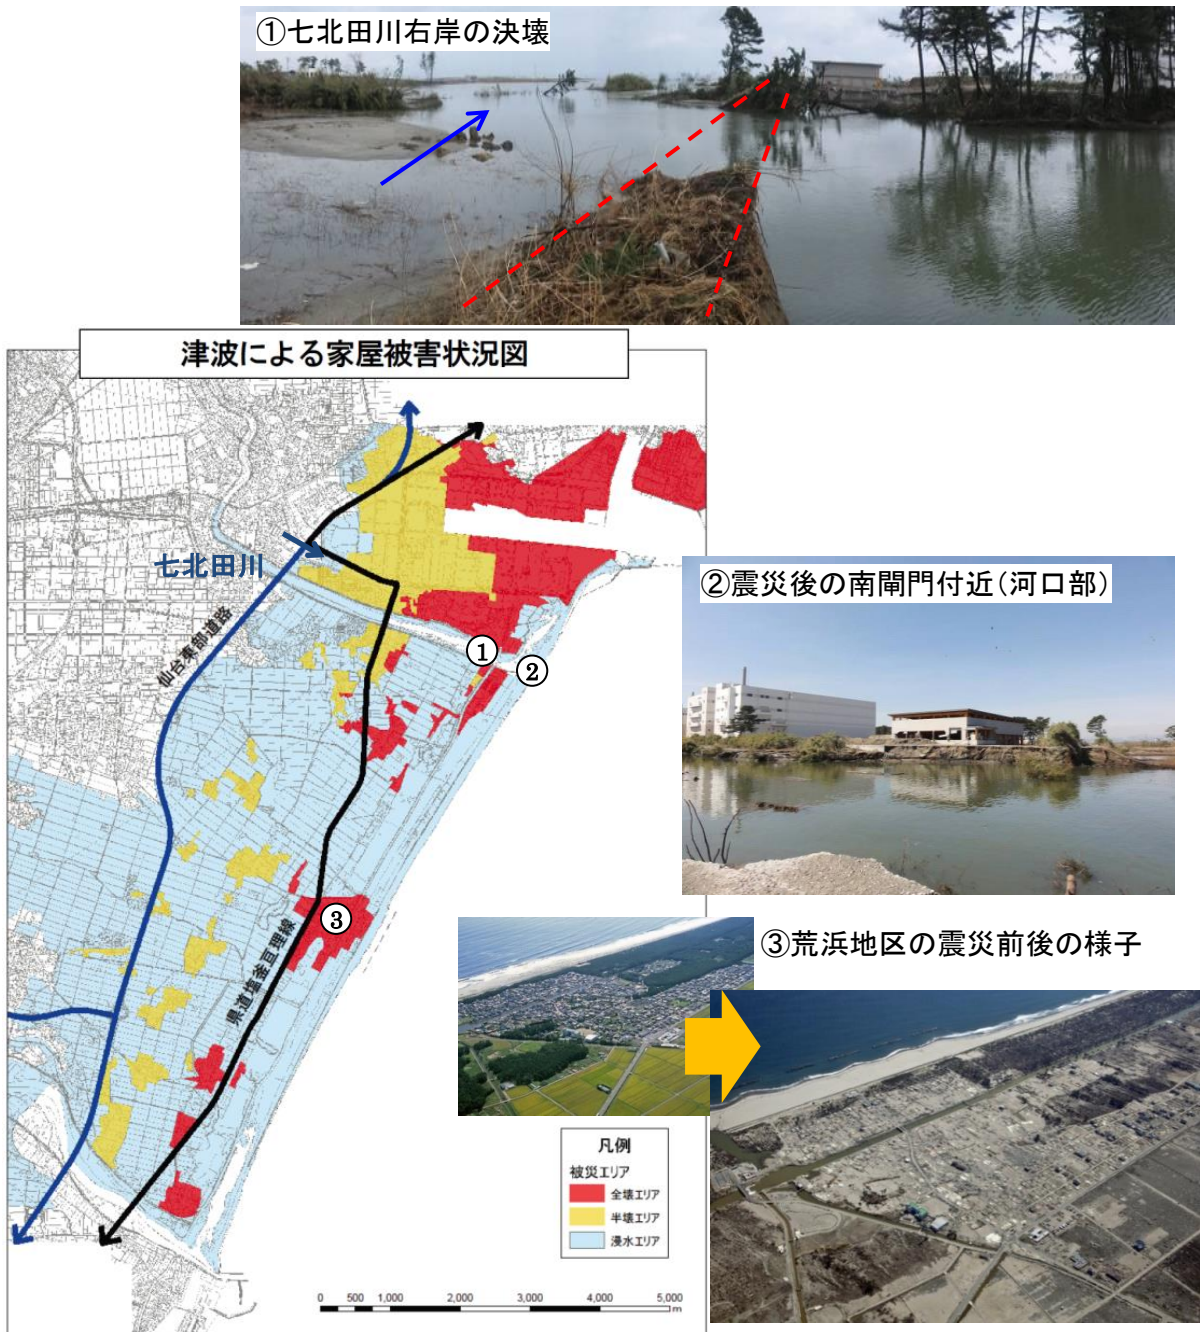 ①七北田川右岸の決壊
津波による家屋被害状況図
七北田川
仙台東部道路
①
②
③
県道塩釜亘理線
②震災後の南閘門付近(河口部)
③荒浜地区の震災前後の様子
凡例
被災エリア
全壊エリア
半壊エリア
浸水エリア
0 500 1,000 2,000 3,000 4,000 5,000
m